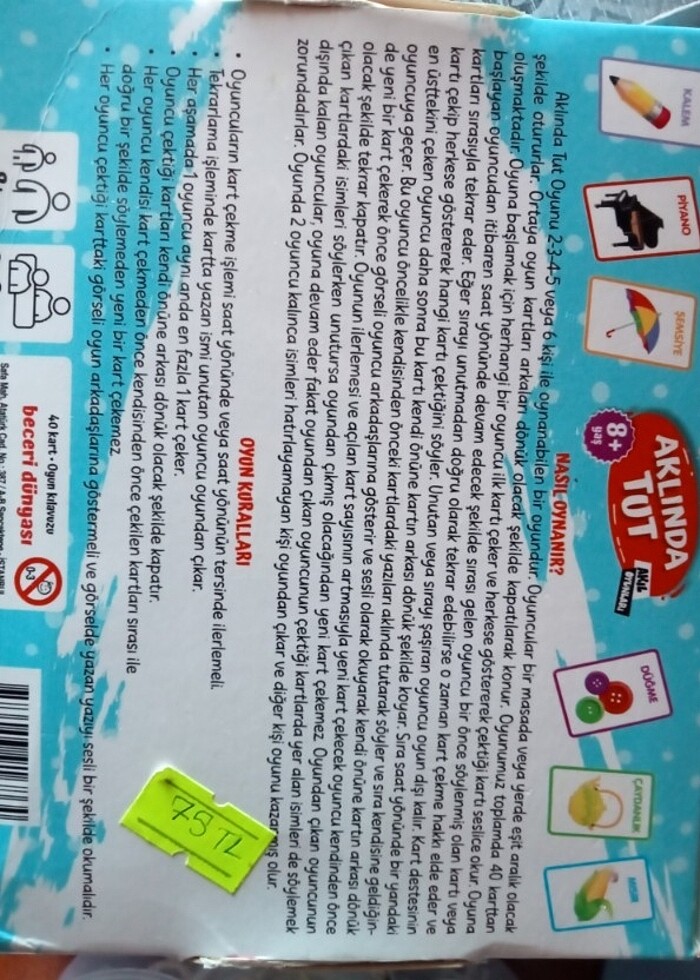 KALEM
PİYANO
ŞEMSİYE
8+
yaş
AKLINDA
TUT
AKIL
OYUNLARI
DÜĞME
ÇAYDANLIK
MISIR
NASIL OYNANIR?
Aklında Tut Oyunu 2-3-4-5 veya 6 kişi ile oynanabilen bir oyundur. Oyuncular bir masada veya yerde eşit aralık olacak
şekilde otururlar. Ortaya oyun kartları arkaları dönük olacak şekilde kapatılarak konur. Oyunumuz toplamda 40 karttan
oluşmaktadır. Oyuna başlamak için herhangi bir oyuncu ilk kartı çeker ve herkese göstererek çektiği kartı seslice okur. Oyuna
başlayan oyuncudan itibaren saat yönünde devam edecek şekilde sırası gelen oyuncu bir önce söylenmiş olan kartı veya
kartları sırasıyla tekrar eder. Eğer sırayı unutmadan doğru olarak tekrar edebilirse o zaman kart çekme hakkı elde eder ve
kartı çekip herkese göstererek hangi kartı çektiğini söyler. Unutan veya sırayı şaşıran oyuncu oyun dışı kalır. Kart destesinin
en üsttekini çeken oyuncu daha sonra bu kartı kendi önüne kartın arkası dönük şekilde koyar. Sıra saat yönünde bir yandaki
oyuncuya geçer. Bu oyuncu öncelikle kendisinden önceki kartlardaki yazıları aklında tutarak söyler ve sıra kendisine geldiğin-
de yeni bir kart çekerek önce görseli oyuncu arkadaşlarına gösterir ve sesli olarak okuyarak kendi önüne kartın arkası dönük
olacak şekilde tekrar kapatır. Oyunun ilerlemesi ve açılan kart sayısının artmasıyla yeni kart çekecek oyuncu kendinden önce
çıkan kartlardaki isimleri söylerken unutursa oyundan çıkmış olacağından yeni kart çekemez. Oyundan çıkan oyuncunun
dışında kalan oyuncular, oyuna devam eder fakat oyundan çıkan oyuncunun çektiği kartlarda yer alan isimleri de söylemek
zorundadırlar. Oyunda 2 oyuncu kalınca isimleri hatırlayamayan kişi oyundan çıkar ve diğer kişi oyunu kazanmış olur.
OYUN KURALLARI
• Oyuncuların kart çekme işlemi saat yönünde veya saat yönünün tersinde ilerlemeli.
• Tekrarlama işleminde kartta yazan ismi unutan oyuncu oyundan çıkar.
• Her aşamada 1 oyuncu aynı anda en fazla 1 kart çeker.
• Oyuncu çektiği kartları kendi önüne arkası dönük olacak şekilde kapatır.
• Her oyuncu kendisi kart çekmeden önce kendisinden önce çekilen kartları sırası ile
doğru bir şekilde söylemeden yeni bir kart çekemez
• Her oyuncu çektiği karttaki görseli oyun arkadaşlarına göstermeli ve görselde yazan yazıyı sesli bir şekilde okumalıdır.
75 TL
40 kart • Oyun kılavuzu
beceri dünyası
0-3